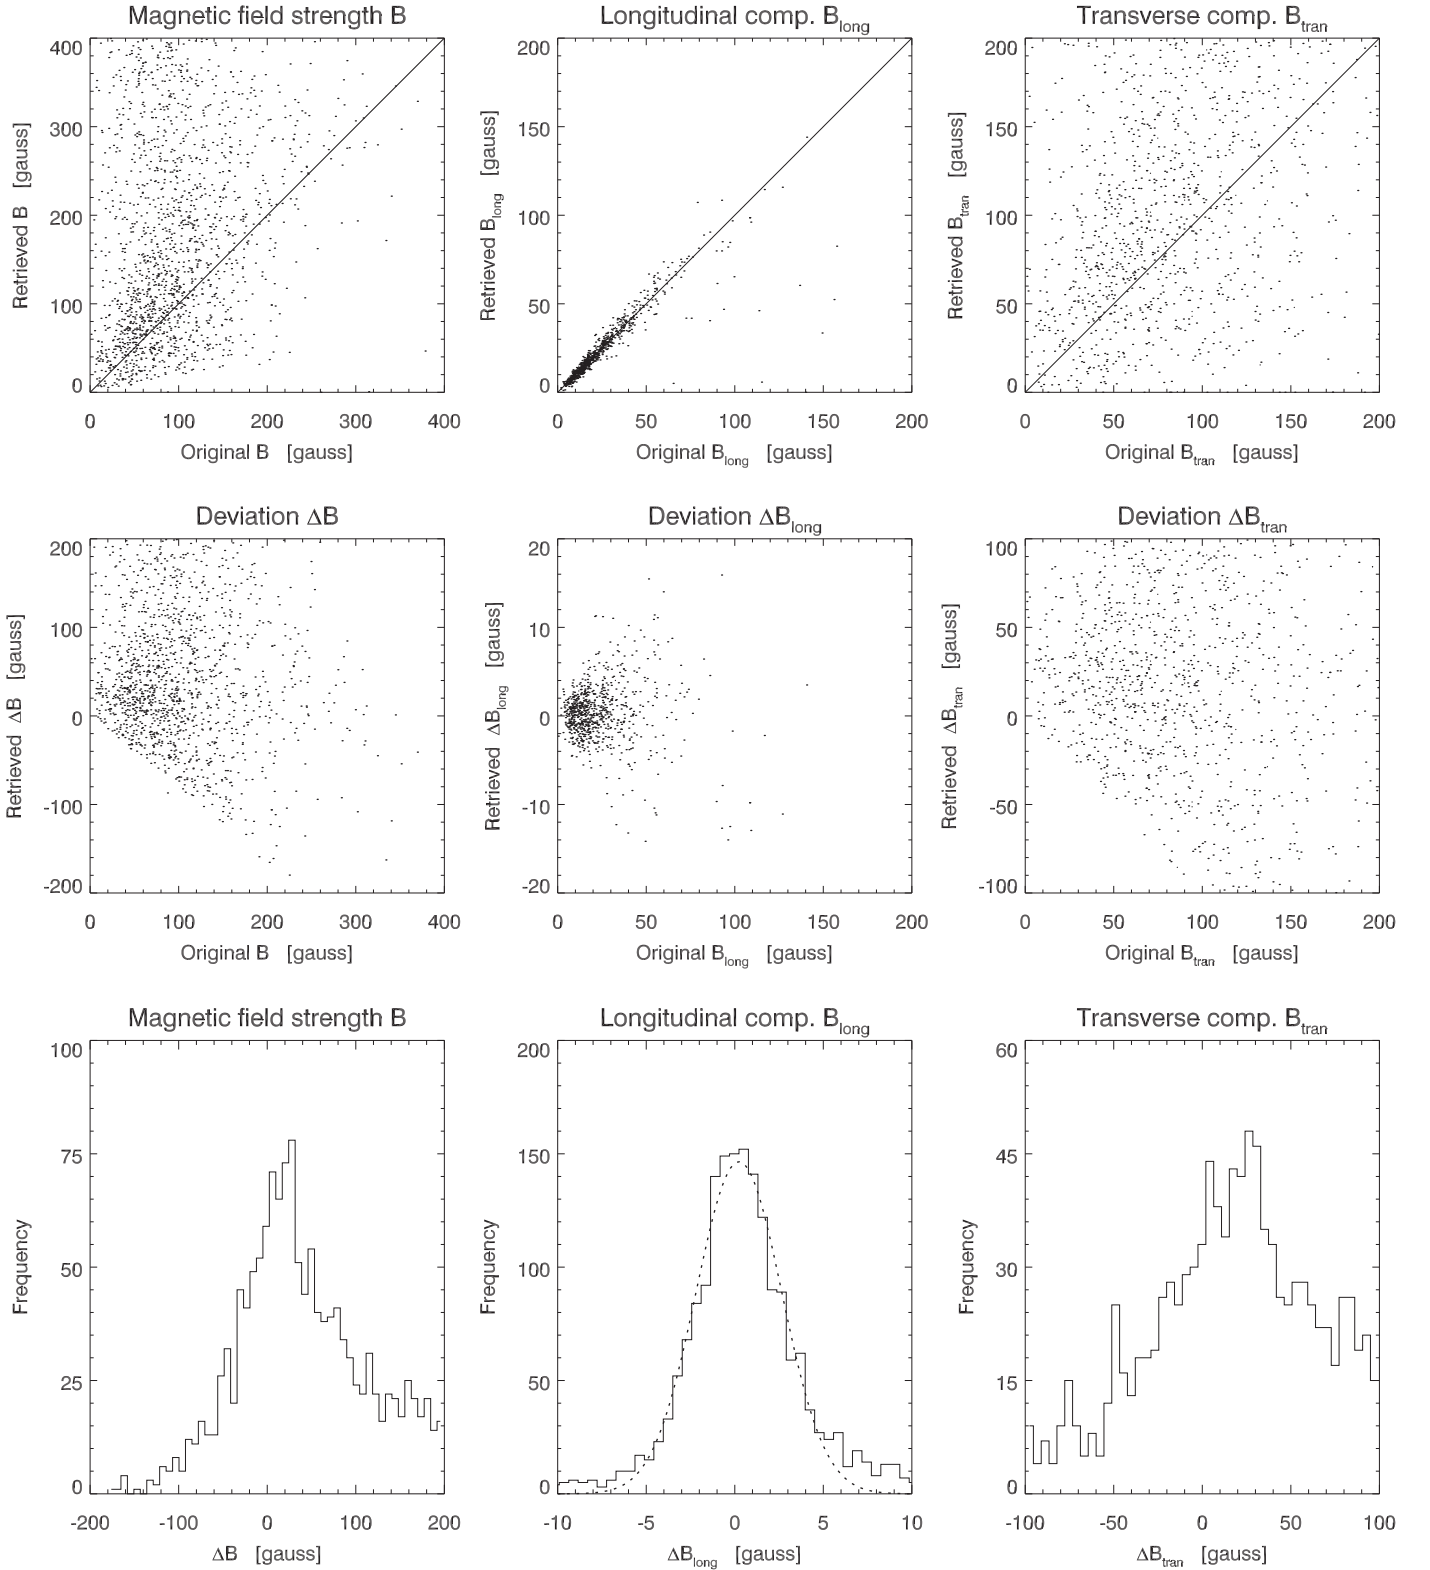 Magnetic field strength B
Retrieved B [gauss]
400
300
200
100
0
0 100 200 300 400
Original B [gauss]
Longitudinal comp. B_long
Retrieved B_long [gauss]
200
150
100
50
0
0 50 100 150 200
Original B_long [gauss]
Transverse comp. B_tran
Retrieved B_tran [gauss]
200
150
100
50
0
0 50 100 150 200
Original B_tran [gauss]
Deviation ΔB
Retrieved ΔB [gauss]
200
100
0
-100
-200
0 100 200 300 400
Original B [gauss]
Deviation ΔB_long
Retrieved ΔB_long [gauss]
20
10
0
-10
-20
0 50 100 150 200
Original B_long [gauss]
Deviation ΔB_tran
Retrieved ΔB_tran [gauss]
100
50
0
-50
-100
0 50 100 150 200
Original B_tran [gauss]
Magnetic field strength B
Frequency
100
75
50
25
0
-200 -100 0 100 200
ΔB [gauss]
Longitudinal comp. B_long
Frequency
200
150
100
50
0
-10 -5 0 5 10
ΔB_long [gauss]
Transverse comp. B_tran
Frequency
60
45
30
15
0
-100 -50 0 50 100
ΔB_tran [gauss]